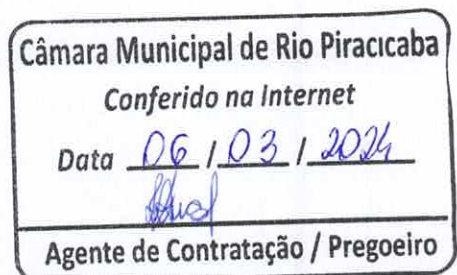 Câmara Municipal de Rio Piracicaba
Conferido na Internet
Data 06 / 03 / 2024
Agente de Contratação / Pregoeiro